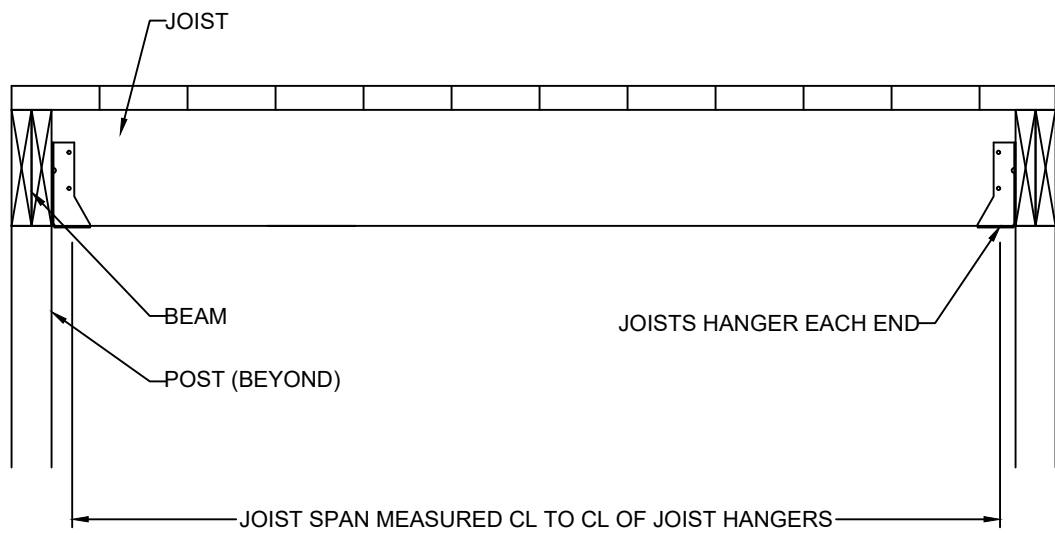 JOIST
BEAM
JOISTS HANGER EACH END
POST (BEYOND)
JOIST SPAN MEASURED CL TO CL OF JOIST HANGERS